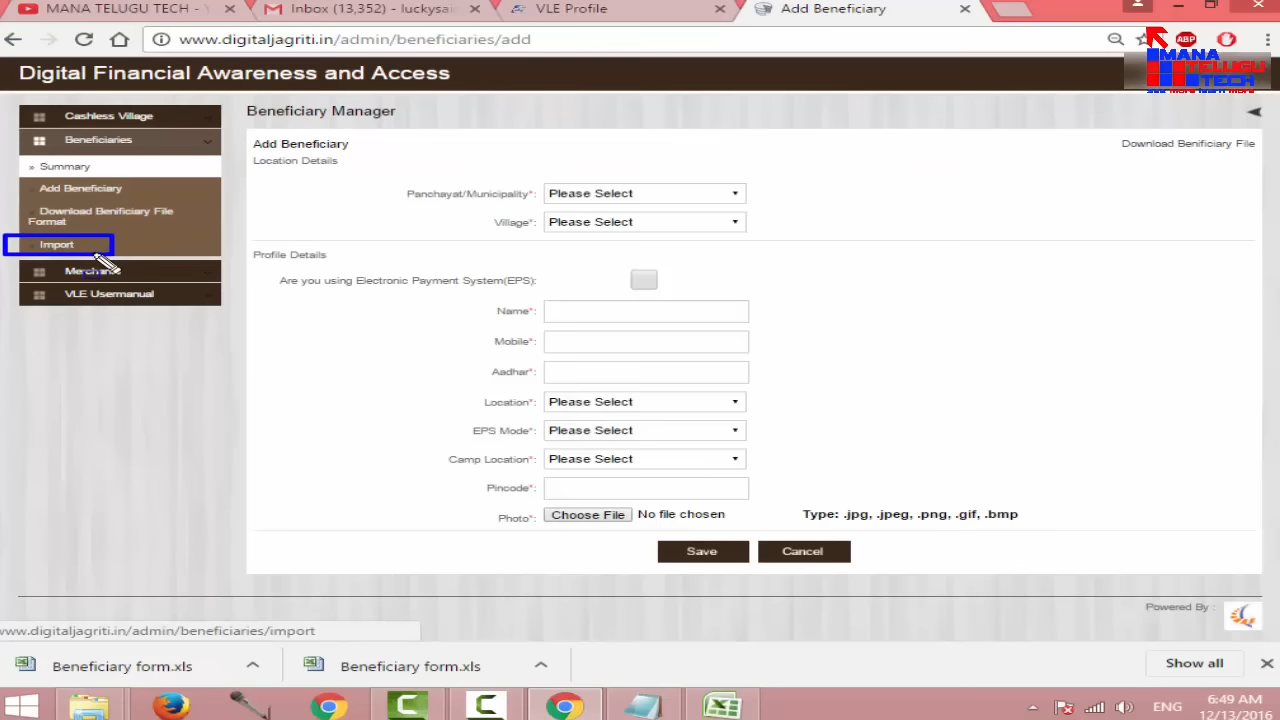 MANA TELUGU TECH - Y
Inbox (13,352) - luckysai
VLE Profile
Add Beneficiary
www.digitaljagriti.in/admin/beneficiaries/add
ABP
Digital Financial Awareness and Access
MANA
TELUGU
TECH
Cashless Village
Beneficiaries
» Summary
Add Beneficiary
Download Benificiary File
Format
Import
Merchants
VLE Usermanual
Beneficiary Manager
Add Beneficiary
Download Benificiary File
Location Details
Panchayat/Municipality*: Please Select
Village*: Please Select
Profile Details
Are you using Electronic Payment System(EPS):
Name*:
Mobile*:
Aadhar*:
Location*: Please Select
EPS Mode*: Please Select
Camp Location*: Please Select
Pincode*:
Photo*: Choose File No file chosen Type: .jpg, .jpeg, .png, .gif, .bmp
Save Cancel
Powered By :
www.digitaljagriti.in/admin/beneficiaries/import
Beneficiary form.xls
Beneficiary form.xls
Show all
ENG
6:49 AM
12/13/2016